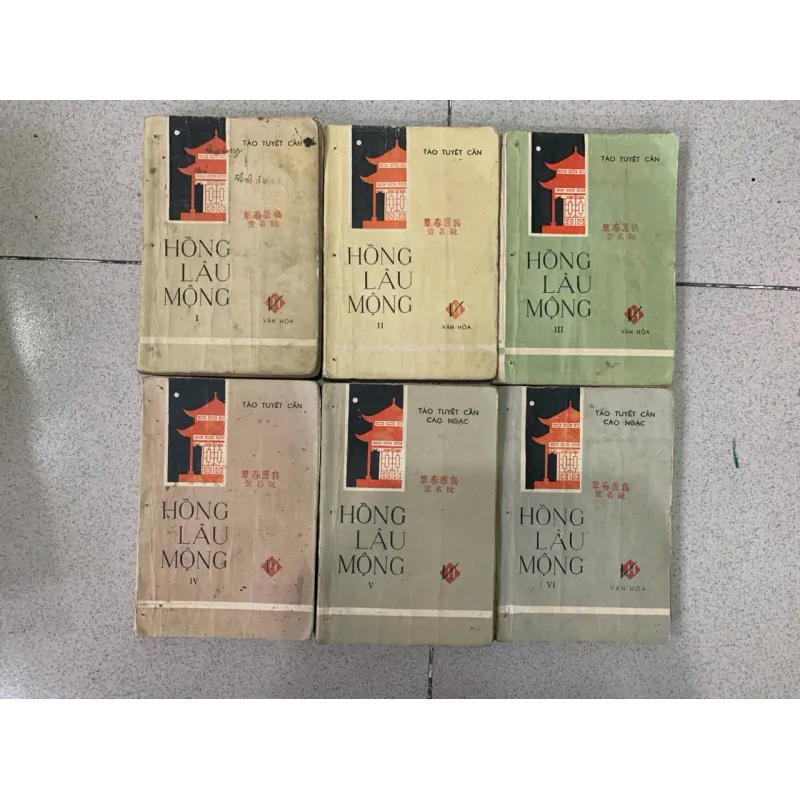 TÀO TUYẾT CẦN
HỒNG
LÂU
MỘNG
I
VĂN HÓA
TÀO TUYẾT CẦN
HỒNG
LÂU
MỘNG
II
VĂN HÓA
TÀO TUYẾT CẦN
HỒNG
LÂU
MỘNG
III
VĂN HÓA
TÀO TUYẾT CẦN
HỒNG
LÂU
MỘNG
IV
TÀO TUYẾT CẦN
CAO NGẠC
HỒNG
LÂU
MỘNG
V
TÀO TUYẾT CẦN
CAO NGẠC
HỒNG
LÂU
MỘNG
VI
VĂN HÓA